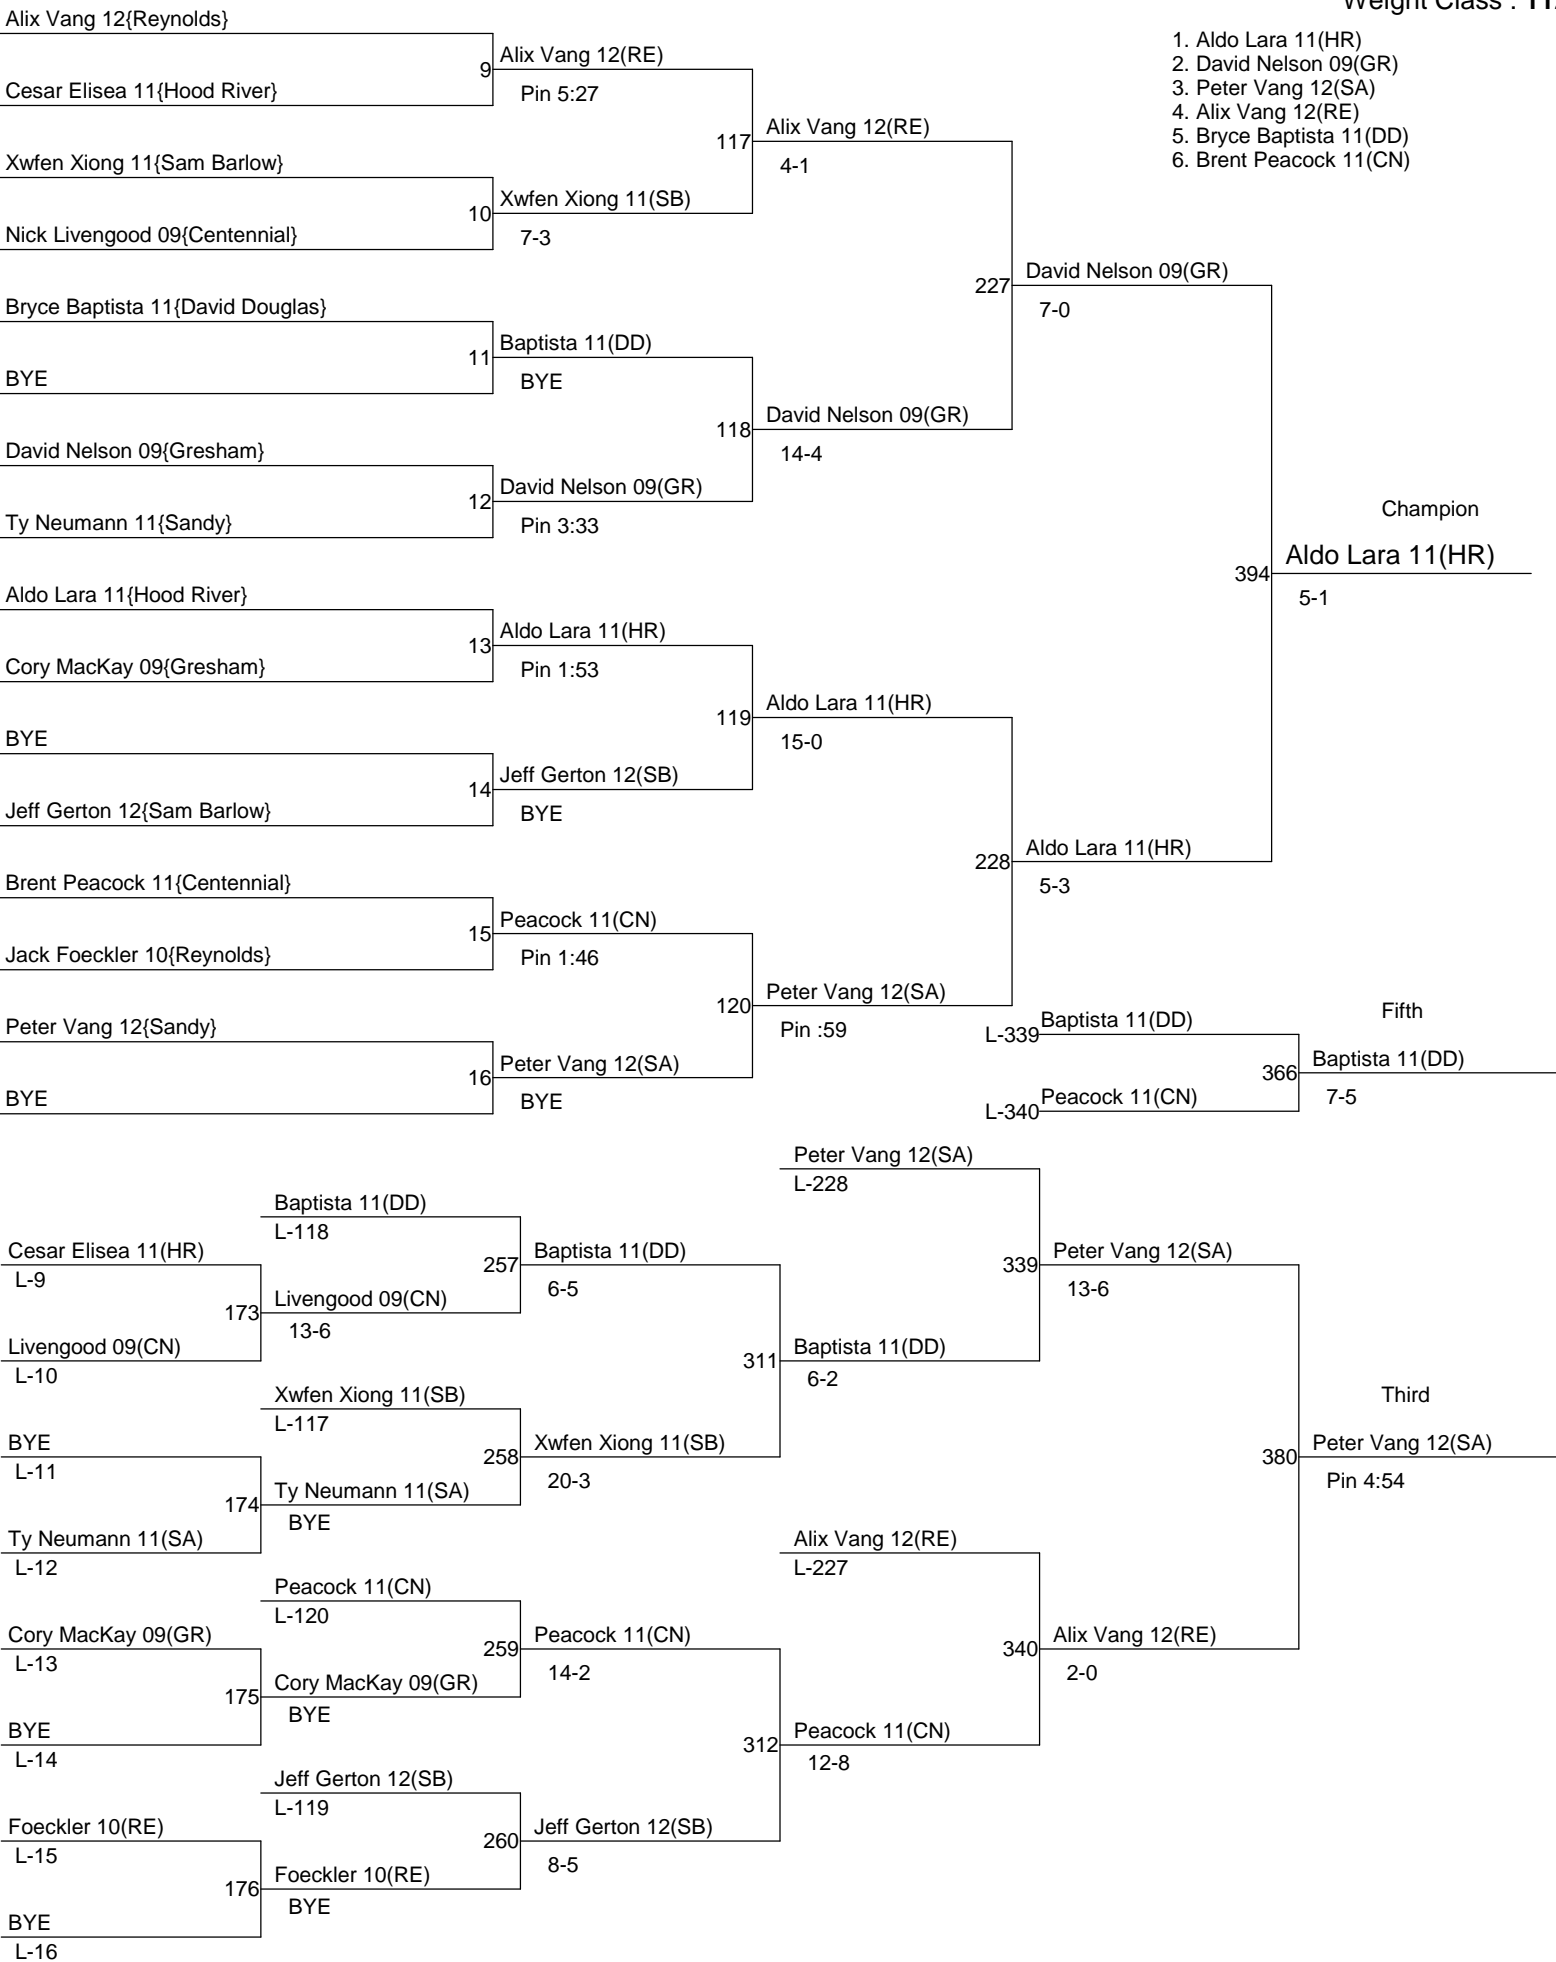 Weight Class :
1. Aldo Lara 11(HR)
2. David Nelson 09(GR)
3. Peter Vang 12(SA)
4. Alix Vang 12(RE)
5. Bryce Baptista 11(DD)
6. Brent Peacock 11(CN)
Alix Vang 12{Reynolds}
9
Alix Vang 12(RE)
Cesar Elisea 11{Hood River}
Pin 5:27
117
Alix Vang 12(RE)
4-1
Xwfen Xiong 11{Sam Barlow}
10
Xwfen Xiong 11(SB)
Nick Livengood 09{Centennial}
7-3
227
David Nelson 09(GR)
7-0
Bryce Baptista 11{David Douglas}
11
Baptista 11(DD)
BYE
BYE
118
David Nelson 09(GR)
14-4
David Nelson 09{Gresham}
12
David Nelson 09(GR)
Ty Neumann 11{Sandy}
Pin 3:33
Champion
394
Aldo Lara 11(HR)
5-1
Aldo Lara 11{Hood River}
13
Aldo Lara 11(HR)
Cory MacKay 09{Gresham}
Pin 1:53
119
Aldo Lara 11(HR)
15-0
BYE
14
Jeff Gerton 12(SB)
Jeff Gerton 12{Sam Barlow}
BYE
228
Aldo Lara 11(HR)
5-3
Brent Peacock 11{Centennial}
15
Peacock 11(CN)
Jack Foeckler 10{Reynolds}
Pin 1:46
120
Peter Vang 12(SA)
Pin :59
Peter Vang 12{Sandy}
16
Peter Vang 12(SA)
BYE
BYE
Fifth
L-339
Baptista 11(DD)
366
Baptista 11(DD)
7-5
L-340
Peacock 11(CN)
Peter Vang 12(SA)
L-228
Baptista 11(DD)
L-118
Cesar Elisea 11(HR)
L-9
257
Baptista 11(DD)
6-5
339
Peter Vang 12(SA)
13-6
173
Livengood 09(CN)
13-6
Livengood 09(CN)
L-10
311
Baptista 11(DD)
6-2
Xwfen Xiong 11(SB)
L-117
Third
BYE
L-11
258
Xwfen Xiong 11(SB)
20-3
380
Peter Vang 12(SA)
Pin 4:54
174
Ty Neumann 11(SA)
BYE
Ty Neumann 11(SA)
L-12
Alix Vang 12(RE)
L-227
Peacock 11(CN)
L-120
Cory MacKay 09(GR)
L-13
259
Peacock 11(CN)
14-2
340
Alix Vang 12(RE)
2-0
175
Cory MacKay 09(GR)
BYE
BYE
L-14
312
Peacock 11(CN)
12-8
Jeff Gerton 12(SB)
L-119
Foeckler 10(RE)
L-15
260
Jeff Gerton 12(SB)
8-5
176
Foeckler 10(RE)
BYE
BYE
L-16